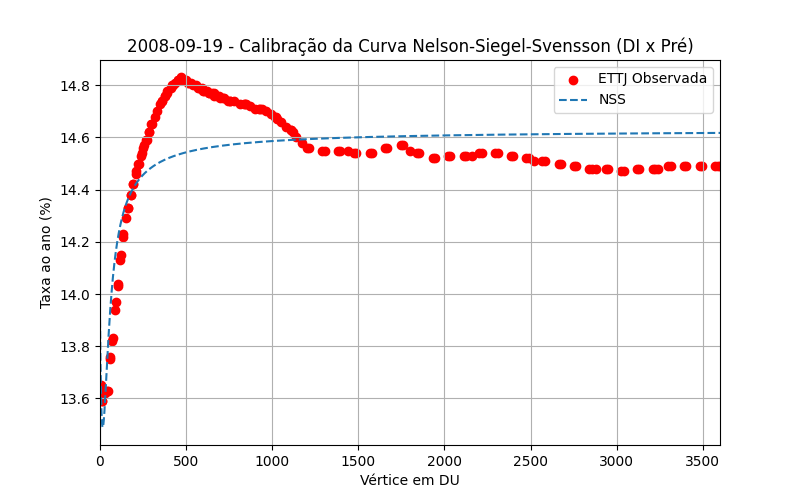 2008-09-19 - Calibração da Curva Nelson-Siegel-Svensson (DI x Pré)
ETTJ Observada
NSS
Taxa ao ano (%)
14.8
14.6
14.4
14.2
14.0
13.8
13.6
0 500 1000 1500 2000 2500 3000 3500
Vértice em DU